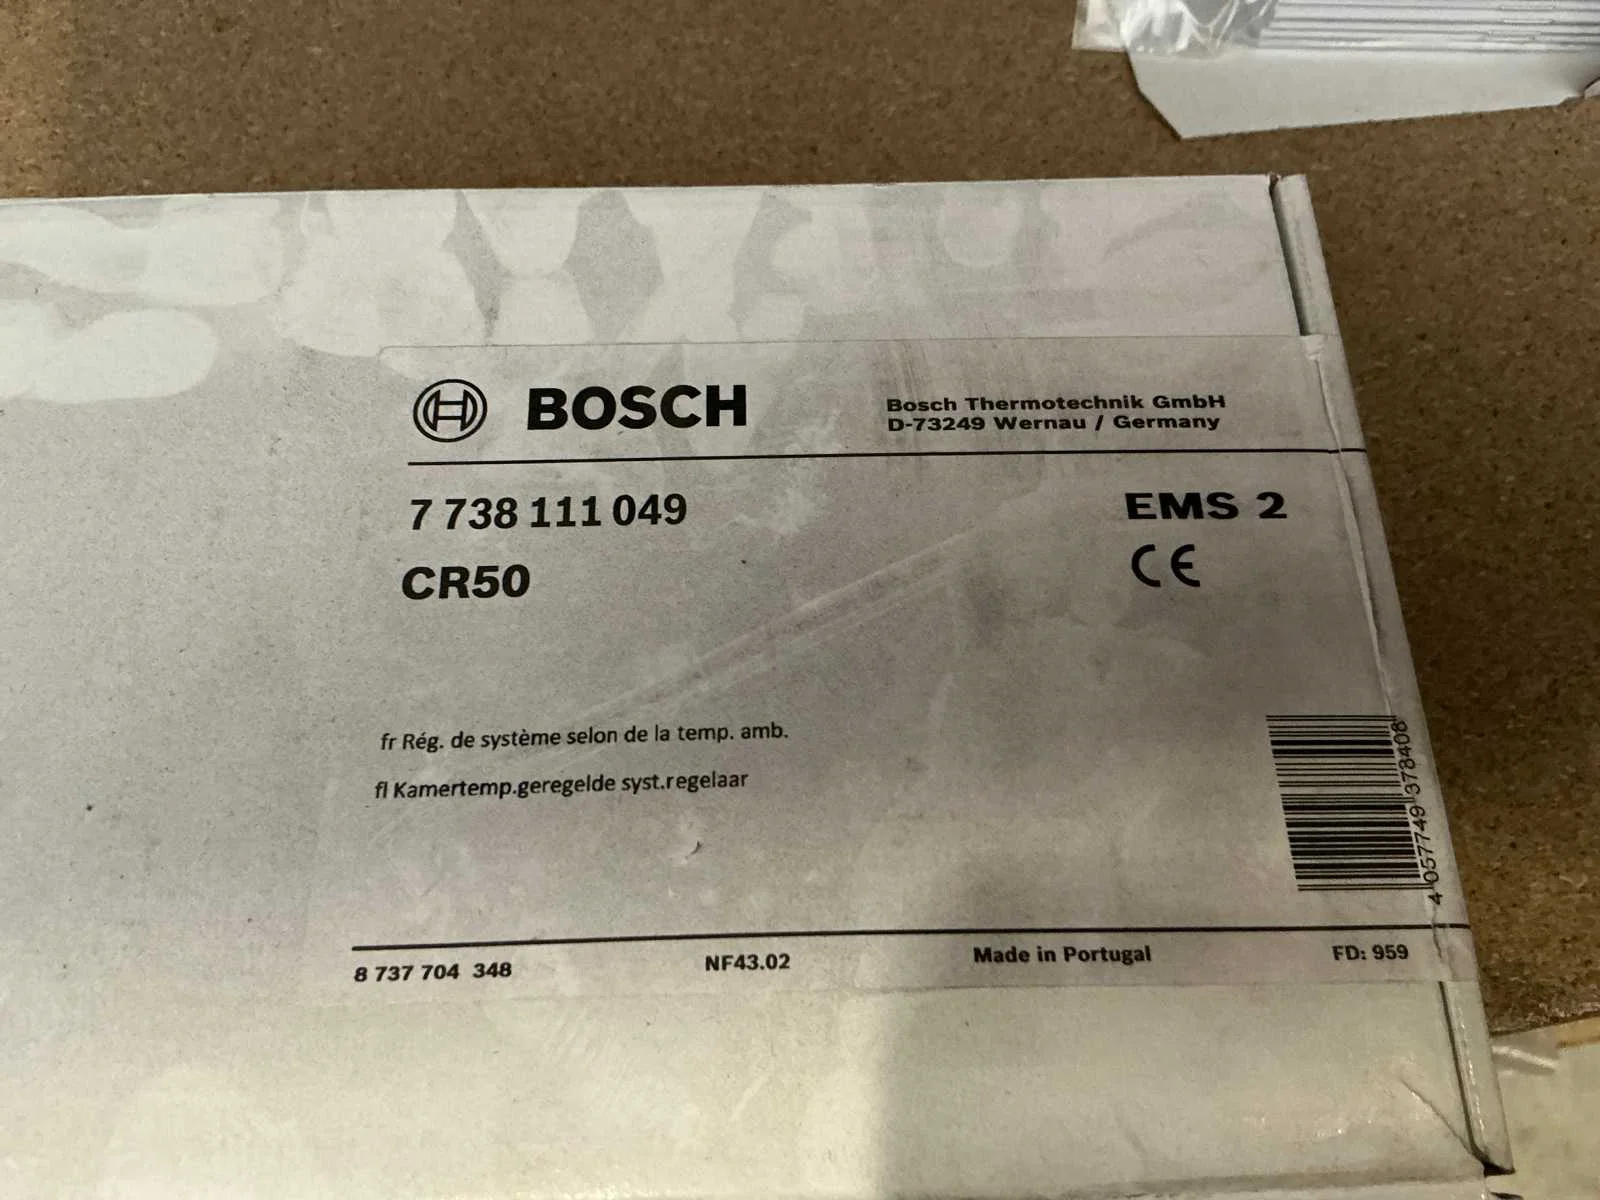 BOSCH
Bosch Thermotechnik GmbH
D-73249 Wernau / Germany
7 738 111 049
EMS 2
CR50
CE
fr Rég. de système selon de la temp. amb.
fl Kamertemp.geregelde syst.regelaar
4 057749 378408
8 737 704 348
NF43.02
Made in Portugal
FD: 959